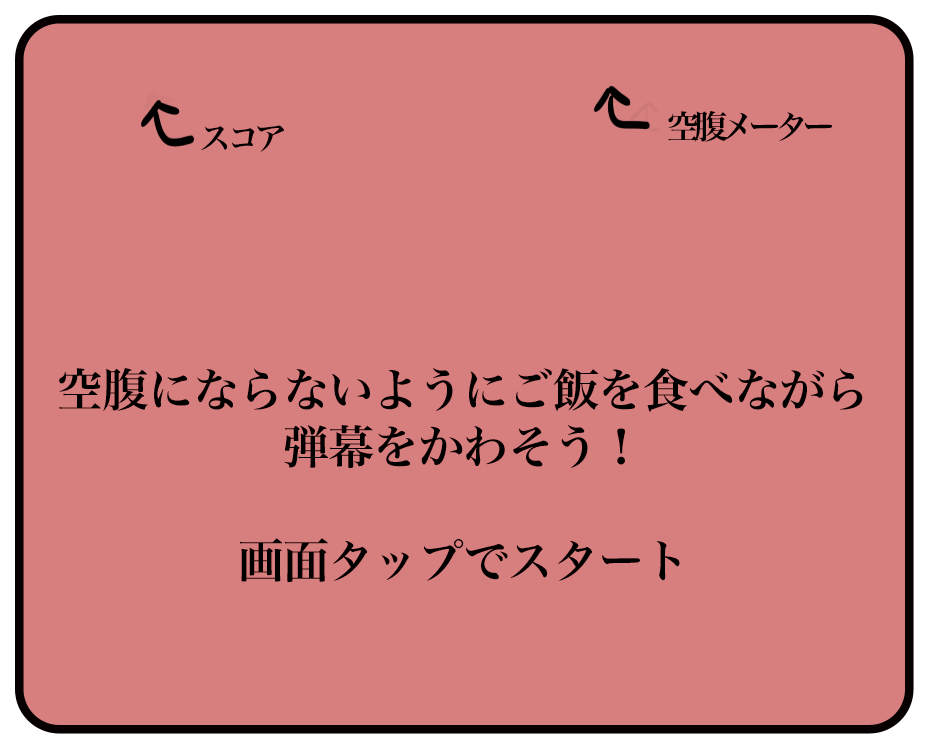 スコア
空腹メーター
空腹にならないようにご飯を食べながら
弾幕をかわそう！
画面タップでスタート